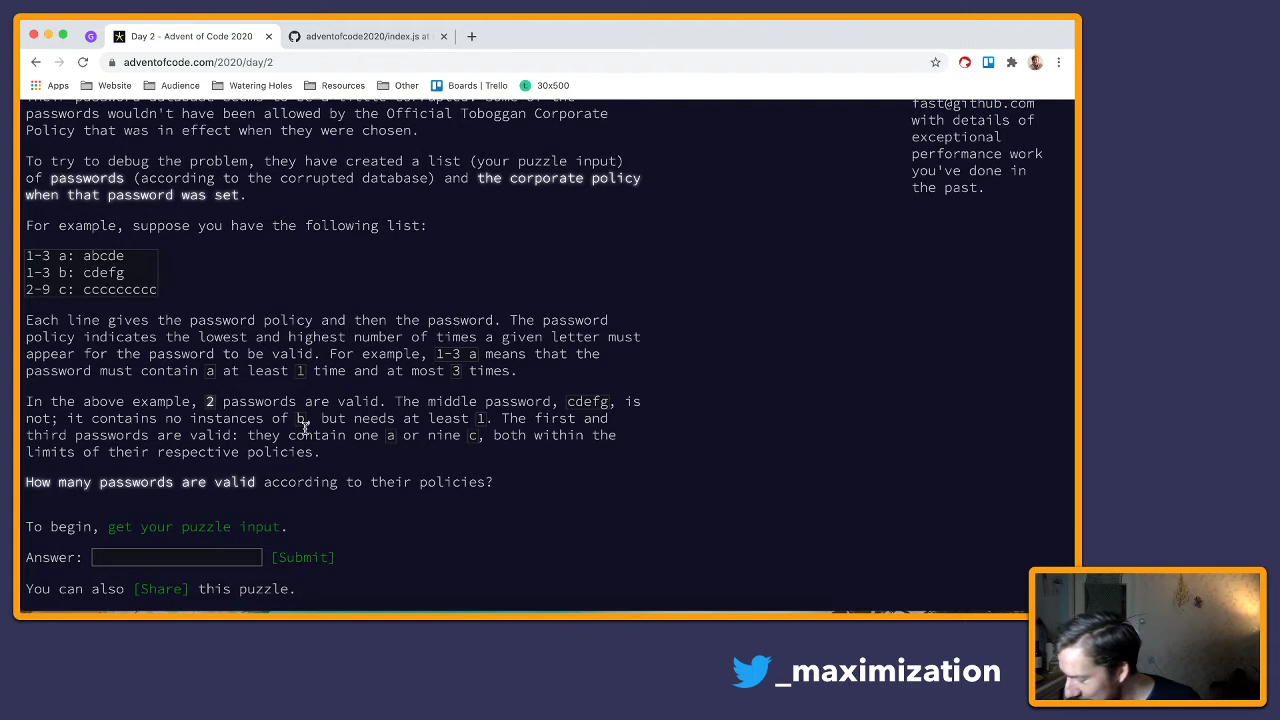 Day 2 - Advent of Code 2020
adventofcode2020/index.js at
adventofcode.com/2020/day/2
Apps Website Audience Watering Holes Resources Other Boards | Trello 30x500
passwords wouldn't have been allowed by the Official Toboggan Corporate
Policy that was in effect when they were chosen.
To try to debug the problem, they have created a list (your puzzle input)
of passwords (according to the corrupted database) and the corporate policy
when that password was set.
For example, suppose you have the following list:
1-3 a: abcde
1-3 b: cdefg
2-9 c: ccccccccc
Each line gives the password policy and then the password. The password
policy indicates the lowest and highest number of times a given letter must
appear for the password to be valid. For example, 1-3 a means that the
password must contain a at least 1 time and at most 3 times.
In the above example, 2 passwords are valid. The middle password, cdefg, is
not; it contains no instances of b, but needs at least 1. The first and
third passwords are valid: they contain one a or nine c, both within the
limits of their respective policies.
How many passwords are valid according to their policies?
To begin, get your puzzle input.
Answer: [Submit]
You can also [Share] this puzzle.
fast@github.com
with details of
exceptional
performance work
you've done in
the past.
_maximization